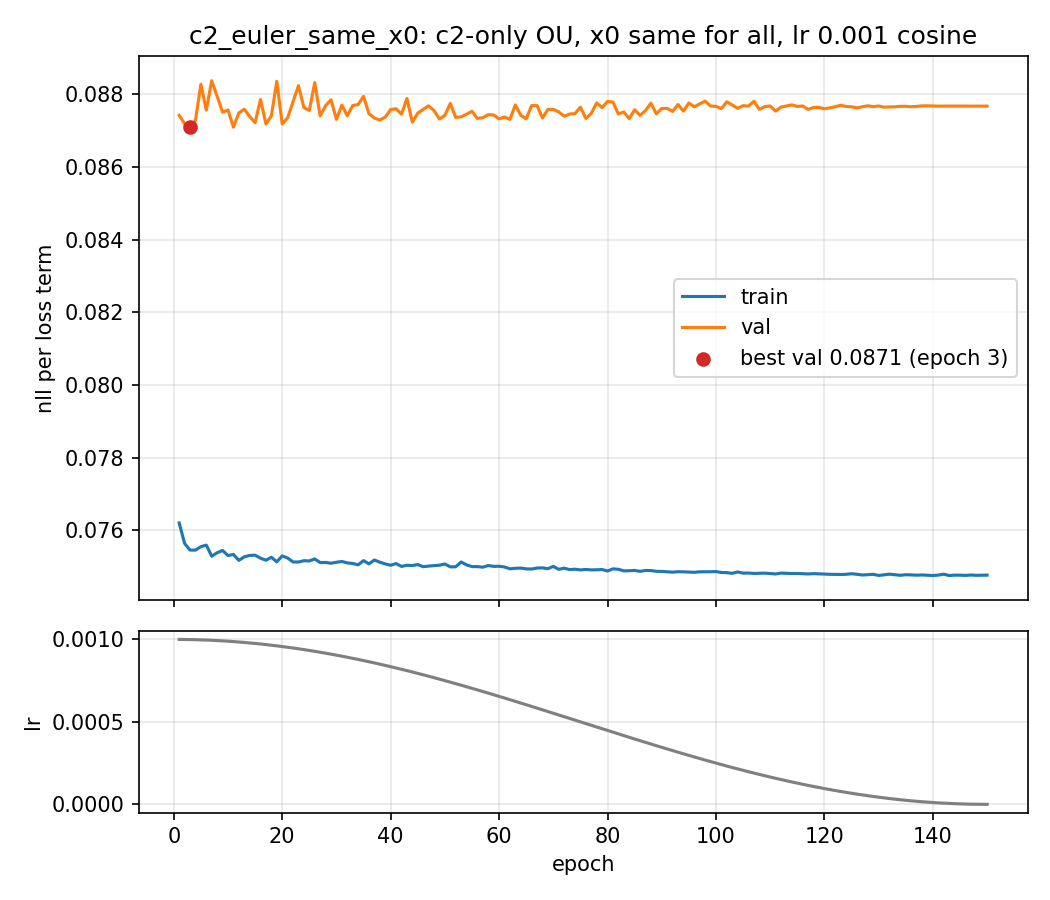 c2_euler_same_x0: c2-only OU, x0 same for all, lr 0.001 cosine
nll per loss term
0.088
0.086
0.084
0.082
0.080
0.078
0.076
train
val
best val 0.0871 (epoch 3)
lr
0.0010
0.0005
0.0000
0 20 40 60 80 100 120 140
epoch